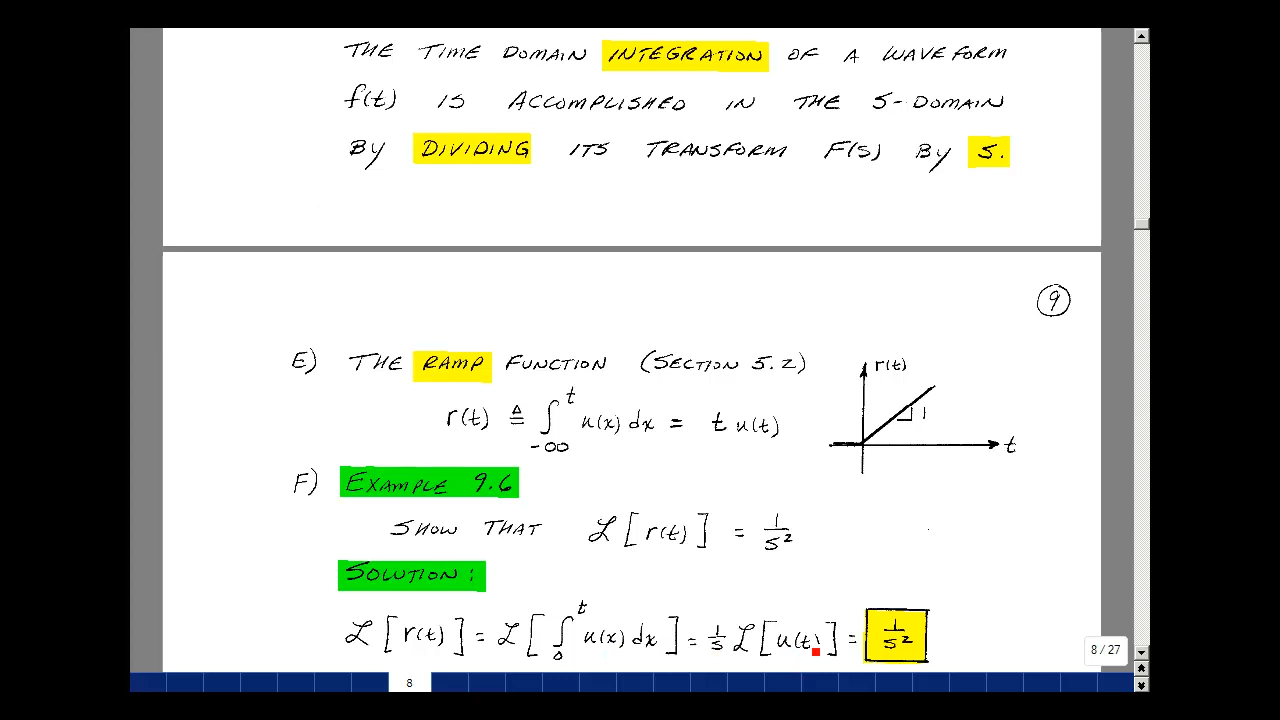 THE TIME DOMAIN INTEGRATION OF A WAVEFORM
f(t) IS ACCOMPLISHED IN THE S-DOMAIN
BY DIVIDING ITS TRANSFORM F(S) BY S.
9
E) THE RAMP FUNCTION (SECTION 5.2)
r(t)
r(t) ≜ ∫_{-∞}^{t} u(x) dx = t u(t)
1
t
F) EXAMPLE 9.6
SHOW THAT ℒ[r(t)] = 1/s²
SOLUTION:
ℒ[r(t)] = ℒ[∫_0^t u(x) dx] = 1/s ℒ[u(t)] = 1/s²
8 / 27
8